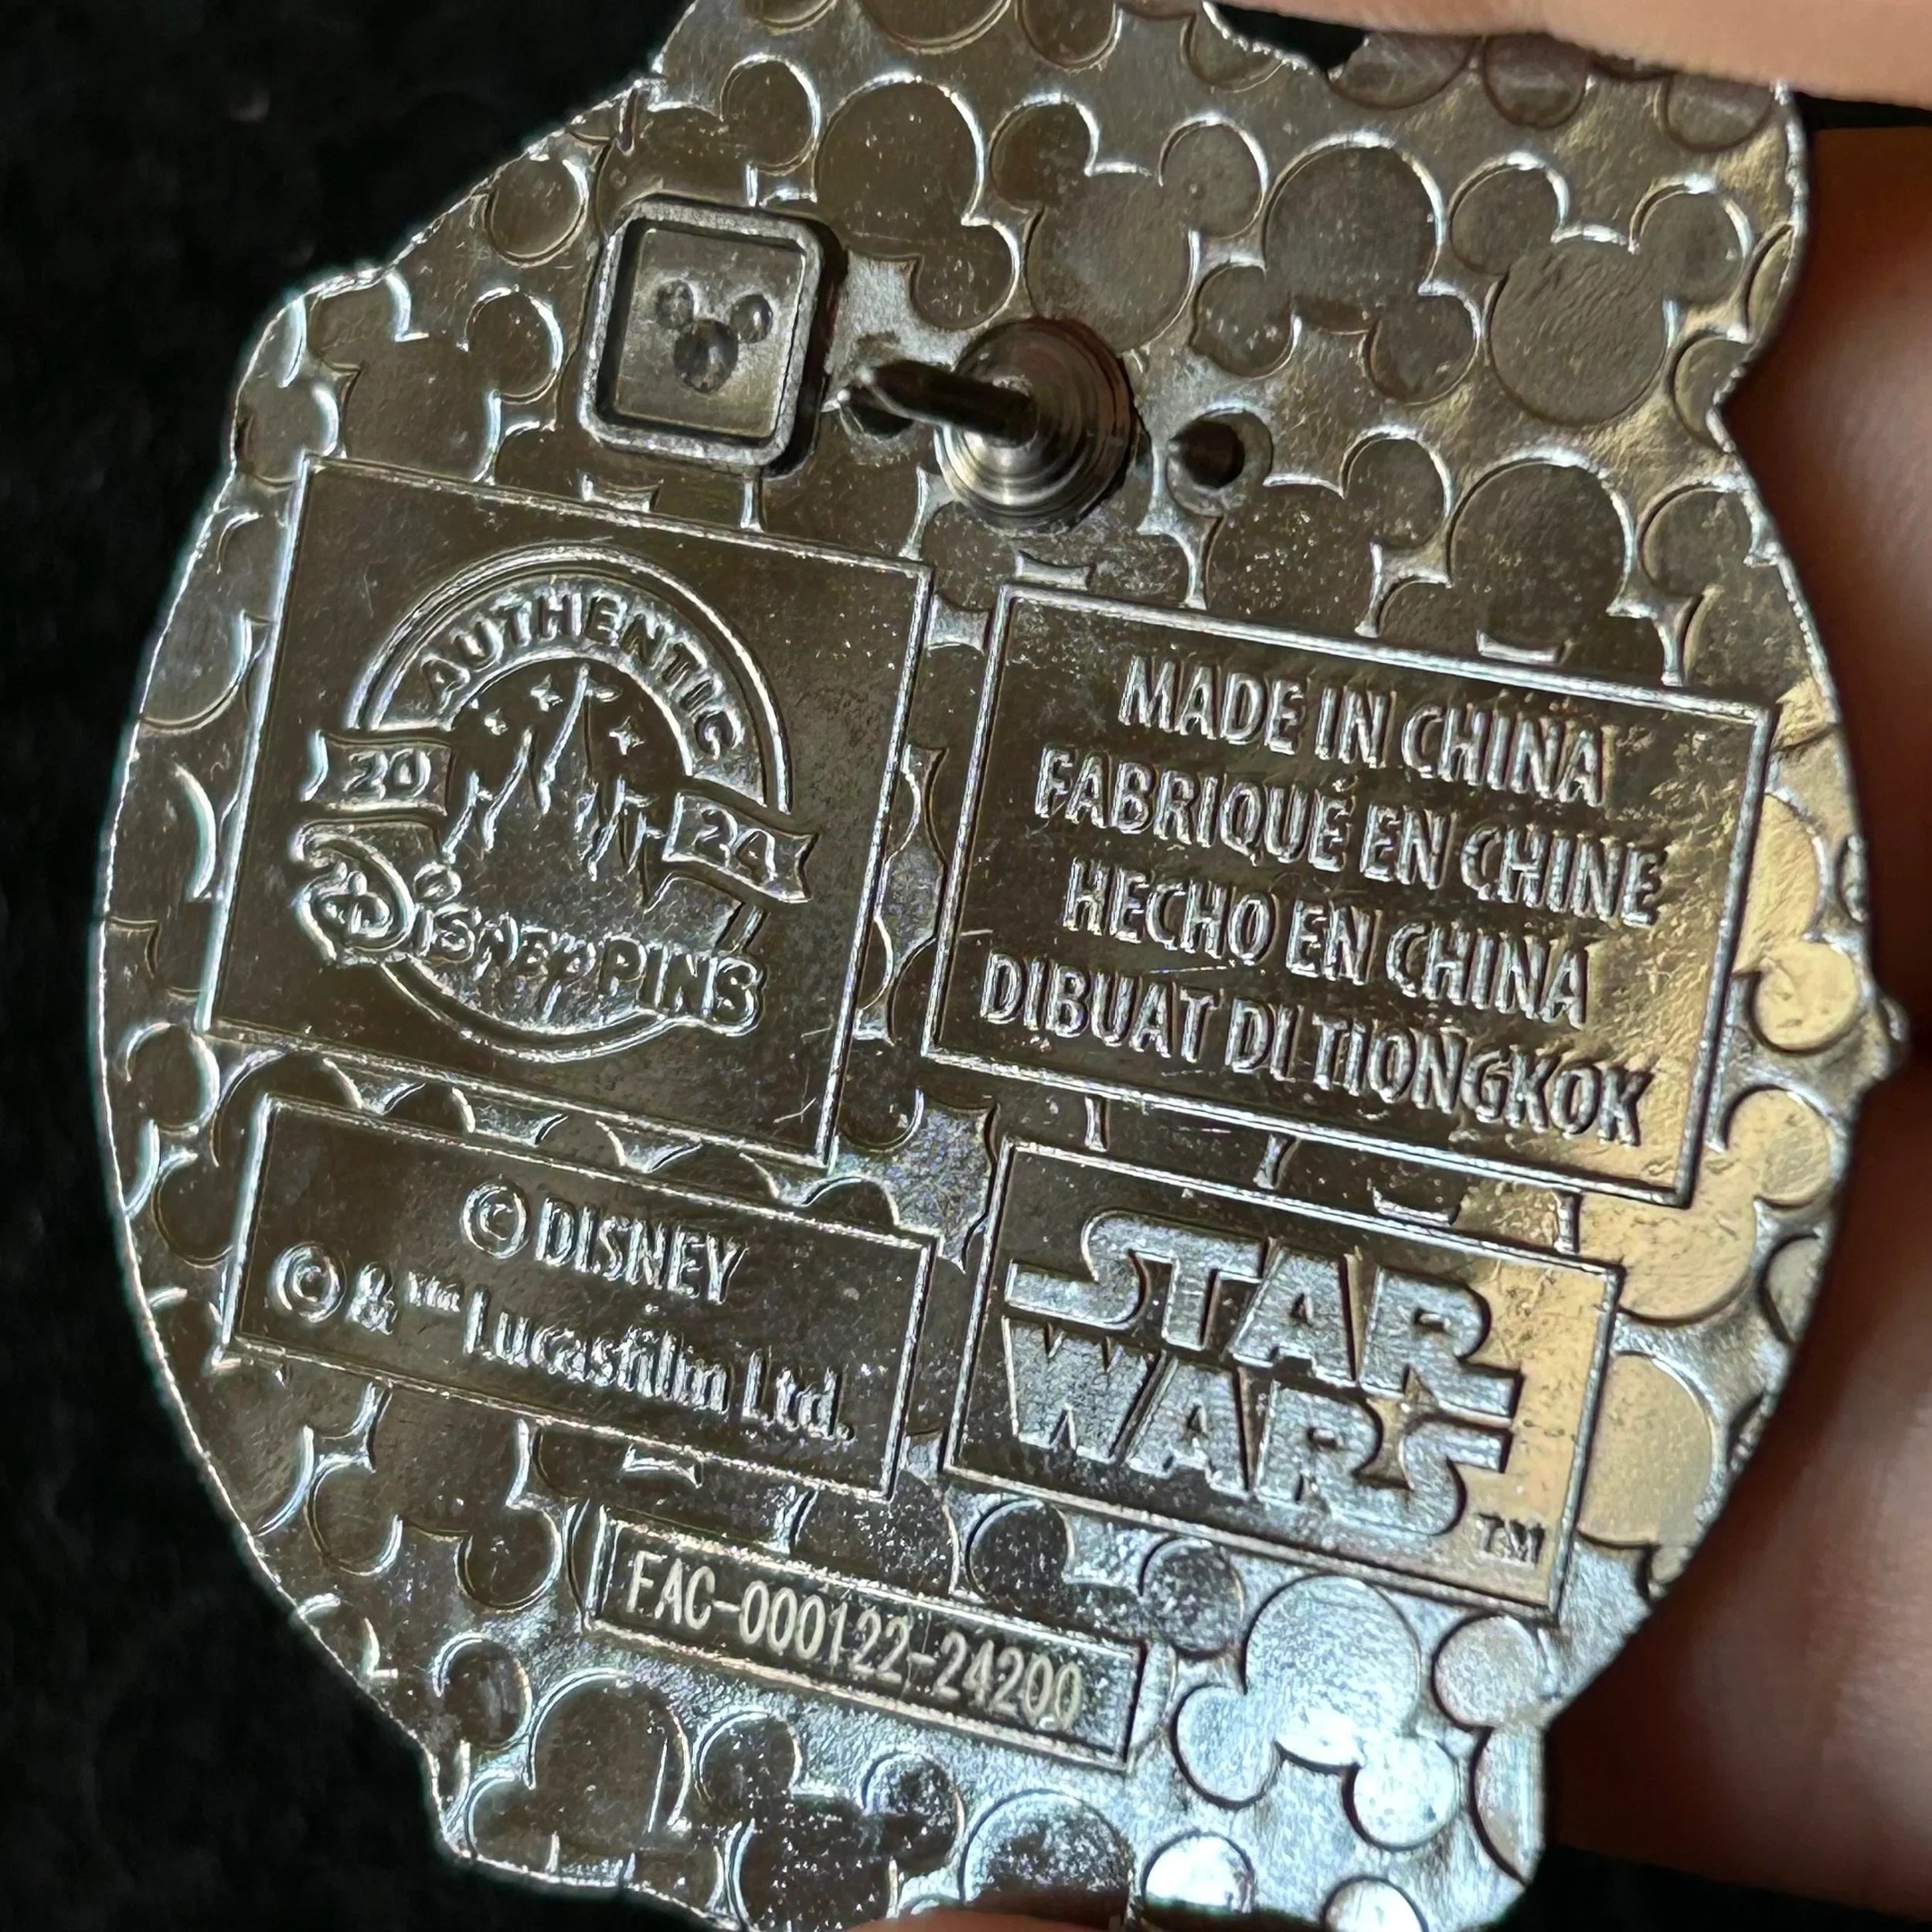 AUTHENTIC
20 24
Disney PINS
MADE IN CHINA
FABRIQUÉ EN CHINE
HECHO EN CHINA
DIBUAT DI TIONGKOK
© DISNEY
© & ™ Lucasfilm Ltd.
STAR
WARS
TM
FAC-000122-24200